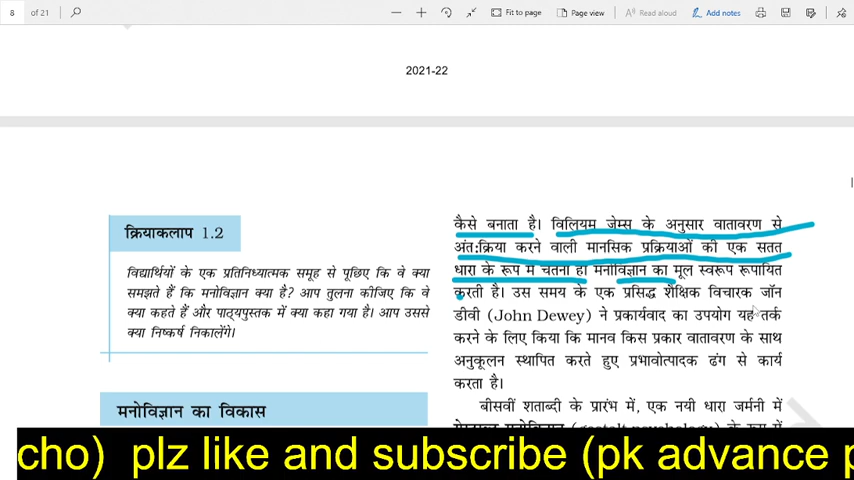 8 of 21
Fit to page
Page view
Read aloud
Add notes
2021-22
क्रियाकलाप 1.2
विद्यार्थियों के एक प्रतिनिध्यात्मक समूह से पूछिए कि वे क्या
समझते हैं कि मनोविज्ञान क्या है? आप तुलना कीजिए कि वे
क्या कहते हैं और पाठ्यपुस्तक में क्या कहा गया है। आप उससे
क्या निष्कर्ष निकालेंगे।
मनोविज्ञान का विकास
कैसे बनाता है। विलियम जेम्स के अनुसार वातावरण से
अंत:क्रिया करने वाली मानसिक प्रक्रियाओं की एक सतत
धारा के रूप में चेतना ही मनोविज्ञान का मूल स्वरूप रूपायित
करती है। उस समय के एक प्रसिद्ध शैक्षिक विचारक जॉन
डीवी (John Dewey) ने प्रकार्यवाद का उपयोग यह तर्क
करने के लिए किया कि मानव किस प्रकार वातावरण के साथ
अनुकूलन स्थापित करते हुए प्रभावोत्पादक ढंग से कार्य
करता है।
बीसवीं शताब्दी के प्रारंभ में, एक नयी धारा जर्मनी में
गेस्टाल्ट मनोविज्ञान (gestalt psychology) के रूप में
cho) plz like and subscribe (pk advance p